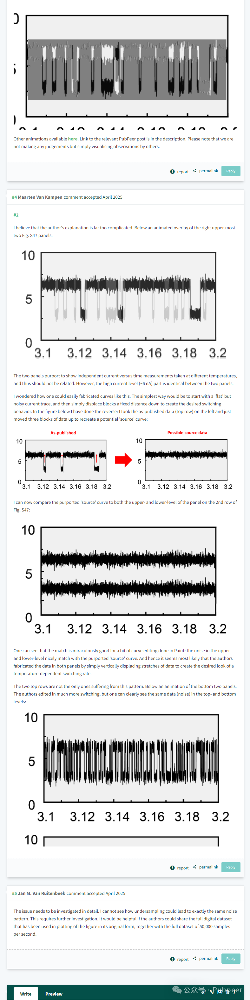 Other animations available here. Link to the relevant PubPeer post is in the description. Please note that we are
not making any judgements but simply visualising observations by others.
report permalink Reply
#4 Maarten Van Kampen comment accepted April 2025
#2
I believe that the author's explanation is far too complicated. Below an animated overlay of the right upper-most
two Fig. S47 panels:
10
5
0
3.1 3.12 3.14 3.16 3.18 3.2
The two panels purport to show independent current versus time measurements taken at different temperatures,
and thus should not be related. However, the high current level (~6 nA) part is identical between the two panels.
I wondered how one could easily fabricated curves like this. The simplest way would be to start with a 'flat' but
noisy current trace, and then simply displace blocks a fixed distance down to create the desired switching
behavior. In the figure below I have done the reverse: I took the as-published data (top row) on the left and just
moved three blocks of data up to recreate a potential 'source' curve:
As-published Possible source data
10 10
5 5
0 0
3.1 3.12 3.14 3.16 3.18 3.2 3.1 3.12 3.14 3.16 3.18 3.2
I can now compare the purported 'source' curve to both the upper- and lower-level of the panel on the 2nd row of
Fig. S47:
10
5
0
3.1 3.12 3.14 3.16 3.18 3.2
One can see that the match is miraculously good for a bit of curve editing done in Paint: the noise in the upper-
and lower-level nicely match with the purported 'source' curve. And hence it seems most likely that the authors
fabricated the data in both panels by simply vertically displacing stretches of data to create the desired look of a
temperature-dependent switching rate.
The two top rows are not the only ones suffering from this pattern. Below an animation of the bottom two panels.
The authors edited in much more switching, but one can clearly see the same data (noise) in the top- and bottom
levels:
10
5
0
3.1 3.12 3.14 3.16 3.18 3.2
10
report permalink Reply
#5 Jan M. Van Ruitenbeek comment accepted April 2025
The issue needs to be investigated in detail. I cannot see how undersampling could lead to exactly the same noise
pattern. This requires further investigation. It would be helpful if the authors could share the full digital dataset
that has been used in plotting of the figure in its original form, together with the full dataset of 50,000 samples
per second.
report permalink Reply
Write Preview
公众号 · Pubpeer